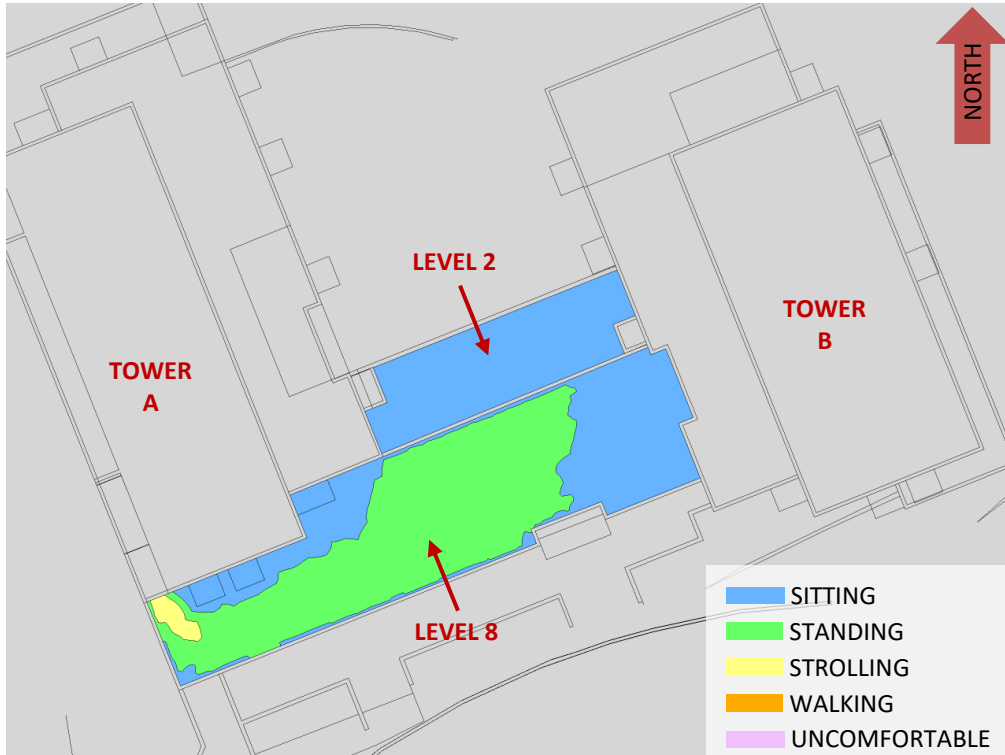 NORTH
LEVEL 2
TOWER
A
TOWER
B
LEVEL 8
SITTING
STANDING
STROLLING
WALKING
UNCOMFORTABLE